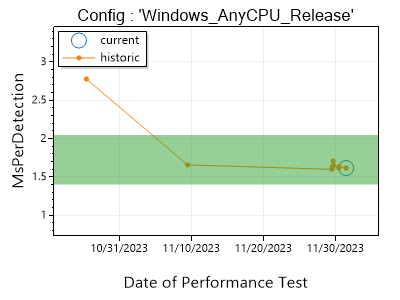 Config : 'Windows_AnyCPU_Release'
current
historic
MsPerDetection
3
2.5
2
1.5
1
10/31/2023
11/10/2023
11/20/2023
11/30/2023
Date of Performance Test